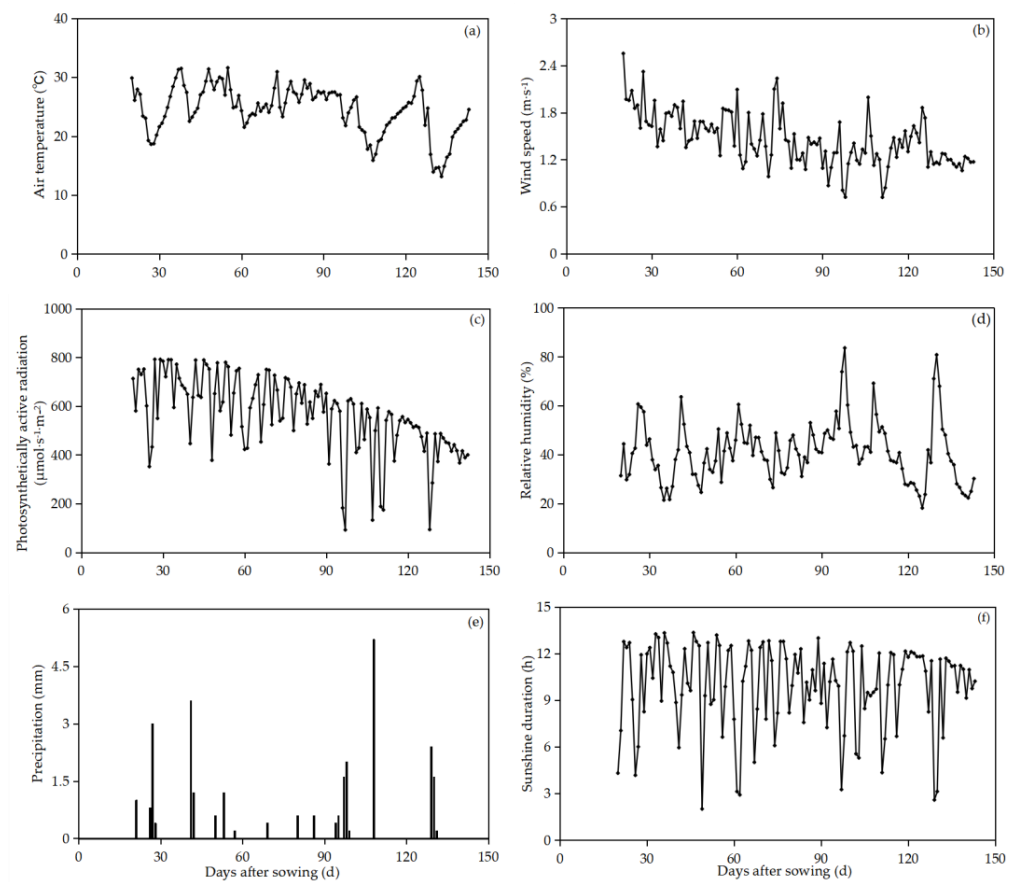 (a)
Air temperature (℃)
40
30
20
10
0
0 30 60 90 120 150
(b)
Wind speed (m·s-1)
3
2.4
1.8
1.2
0.6
0
0 30 60 90 120 150
(c)
Photosynthetically active radiation
(μmol·s-1·m-2)
1000
800
600
400
200
0
0 30 60 90 120 150
(d)
Relative humidity (%)
100
80
60
40
20
0
0 30 60 90 120 150
(e)
Precipitation (mm)
6
4.5
3
1.5
0
0 30 60 90 120 150
Days after sowing (d)
(f)
Sunshine duration (h)
15
12
9
6
3
0
0 30 60 90 120 150
Days after sowing (d)